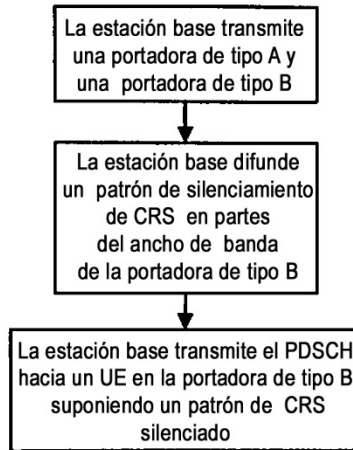 La estación base transmite
una portadora de tipo A y
una portadora de tipo B
La estación base difunde
un patrón de silenciamiento
de CRS en partes
del ancho de banda
de la portadora de tipo B
La estación base transmite el PDSCH
hacia un UE en la portadora de tipo B
suponiendo un patrón de CRS
silenciado